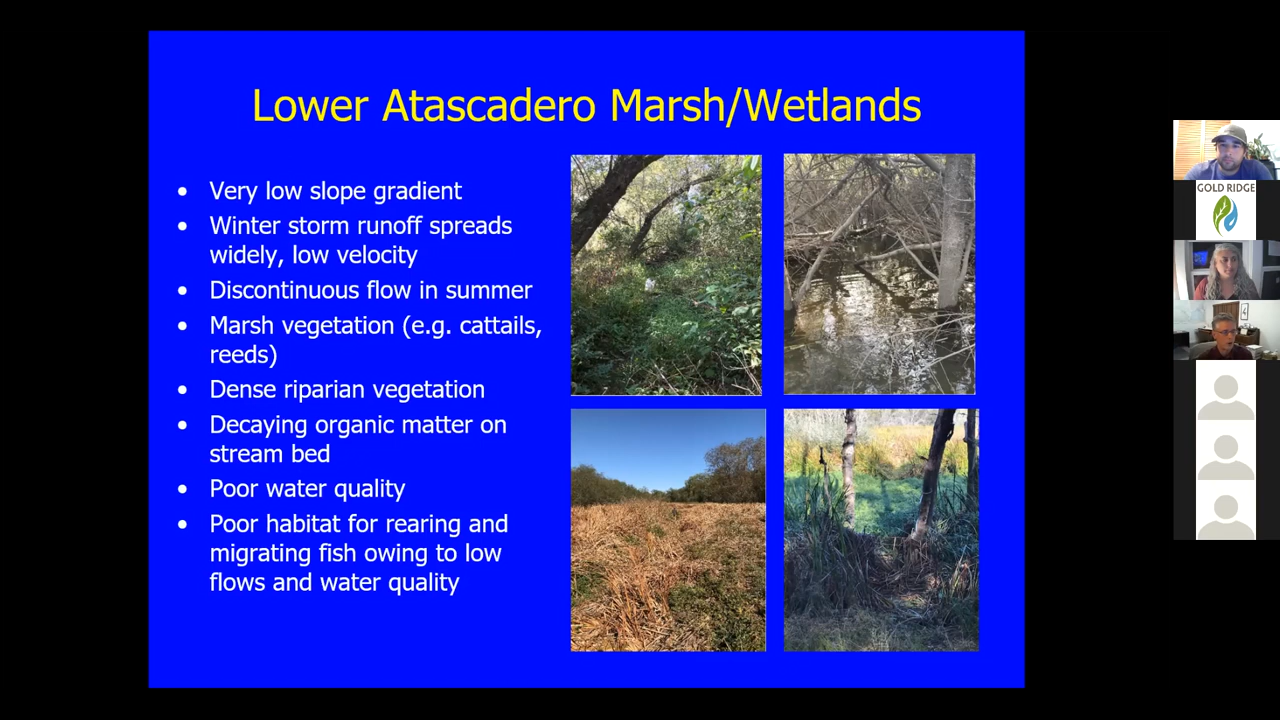 Lower Atascadero Marsh/Wetlands
• Very low slope gradient
• Winter storm runoff spreads
widely, low velocity
• Discontinuous flow in summer
• Marsh vegetation (e.g. cattails,
reeds)
• Dense riparian vegetation
• Decaying organic matter on
stream bed
• Poor water quality
• Poor habitat for rearing and
migrating fish owing to low
flows and water quality
GOLD RIDGE